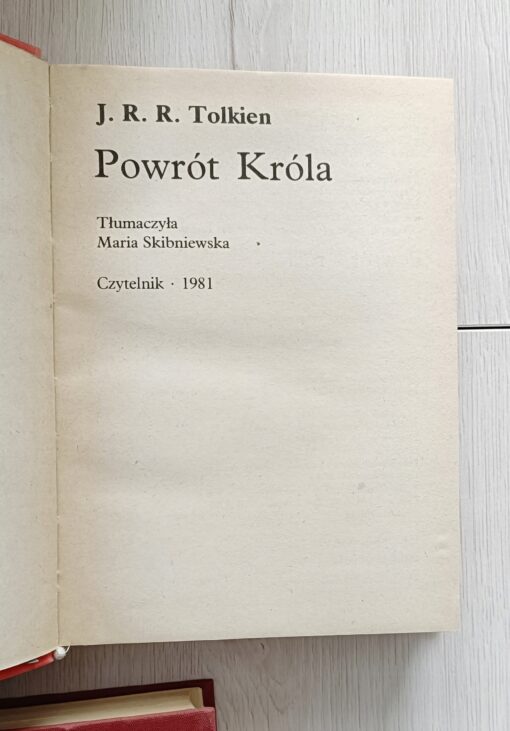 J. R. R. Tolkien
Powrót Króla
Tłumaczyła
Maria Skibniewska
Czytelnik · 1981